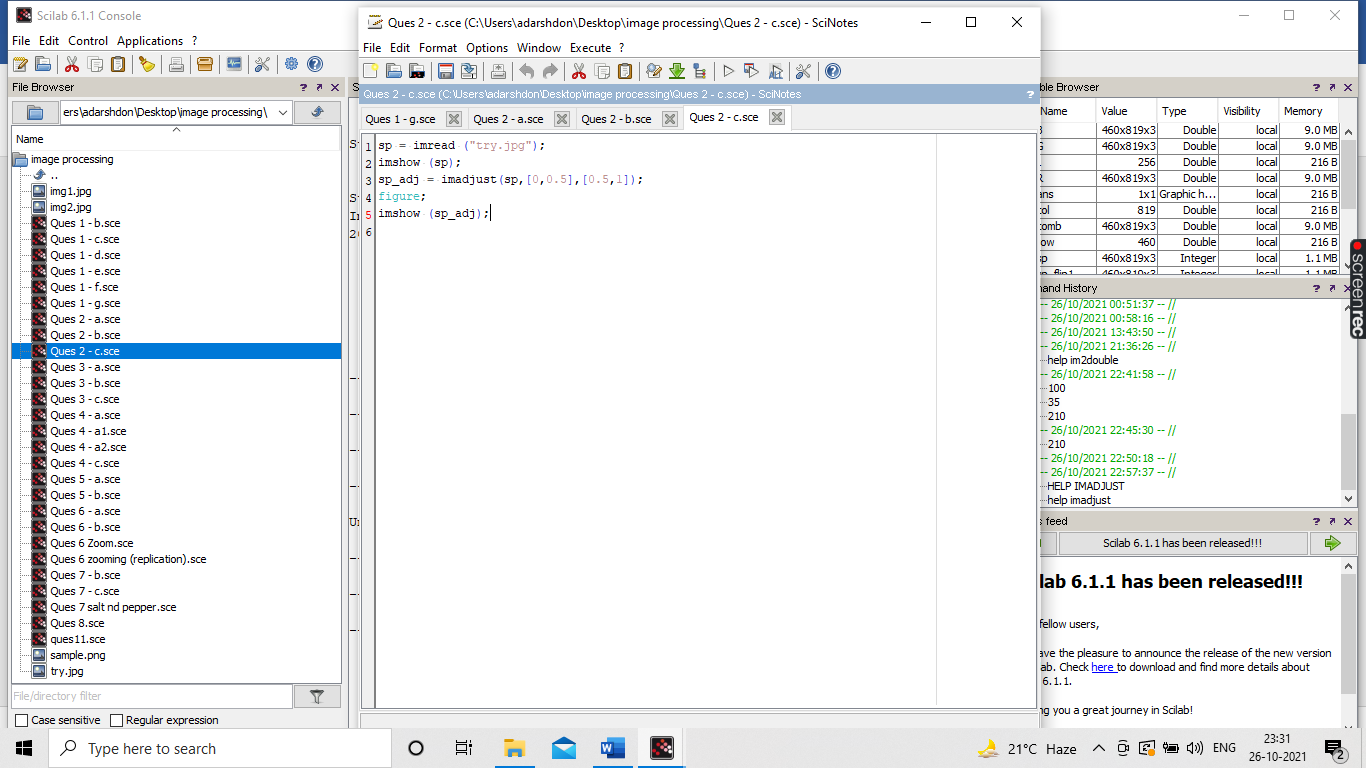 Scilab 6.1.1 Console
File Edit Control Applications ?
File Browser
ers\adarshdon\Desktop\image processing\
Name
image processing
..
img1.jpg
img2.jpg
Ques 1 - b.sce
Ques 1 - c.sce
Ques 1 - d.sce
Ques 1 - e.sce
Ques 1 - f.sce
Ques 1 - g.sce
Ques 2 - a.sce
Ques 2 - b.sce
Ques 2 - c.sce
Ques 3 - a.sce
Ques 3 - b.sce
Ques 3 - c.sce
Ques 4 - a.sce
Ques 4 - a1.sce
Ques 4 - a2.sce
Ques 4 - c.sce
Ques 5 - a.sce
Ques 5 - b.sce
Ques 6 - a.sce
Ques 6 - b.sce
Ques 6 Zoom.sce
Ques 6 zooming (replication).sce
Ques 7 - b.sce
Ques 7 - c.sce
Ques 7 salt nd pepper.sce
Ques 8.sce
ques11.sce
sample.png
try.jpg
File/directory filter
Case sensitive Regular expression
Ques 2 - c.sce (C:\Users\adarshdon\Desktop\image processing\Ques 2 - c.sce) - SciNotes
File Edit Format Options Window Execute ?
Ques 2 - c.sce (C:\Users\adarshdon\Desktop\image processing\Ques 2 - c.sce) - SciNotes
Ques 1 - g.sce Ques 2 - a.sce Ques 2 - b.sce Ques 2 - c.sce
1 sp = imread ("try.jpg");
2 imshow (sp);
3 sp_adj = imadjust(sp,[0,0.5],[0.5,1]);
4 figure;
5 imshow (sp_adj);
6
le Browser
Name Value Type Visibility Memory
460x819x3 Double local 9.0 MB
460x819x3 Double local 9.0 MB
256 Double local 216 B
R 460x819x3 Double local 9.0 MB
ans 1x1 Graphic h... local 216 B
ol 819 Double local 216 B
omb 460x819x3 Double local 9.0 MB
ow 460 Double local 216 B
sp 460x819x3 Integer local 1.1 MB
460x819x3 Integer local 1.1 MB
and History
-- 26/10/2021 00:51:37 -- //
-- 26/10/2021 00:58:16 -- //
-- 26/10/2021 13:43:50 -- //
-- 26/10/2021 21:36:26 -- //
help im2double
-- 26/10/2021 22:41:58 -- //
100
35
210
-- 26/10/2021 22:45:30 -- //
210
-- 26/10/2021 22:50:18 -- //
-- 26/10/2021 22:57:37 -- //
HELP IMADJUST
help imadjust
s feed
Scilab 6.1.1 has been released!!!
lab 6.1.1 has been released!!!
fellow users,
ave the pleasure to announce the release of the new version
ab. Check here to download and find more details about
6.1.1.
ng you a great journey in Scilab!
screenrec
Type here to search
21°C Haze
ENG
23:31
26-10-2021
2